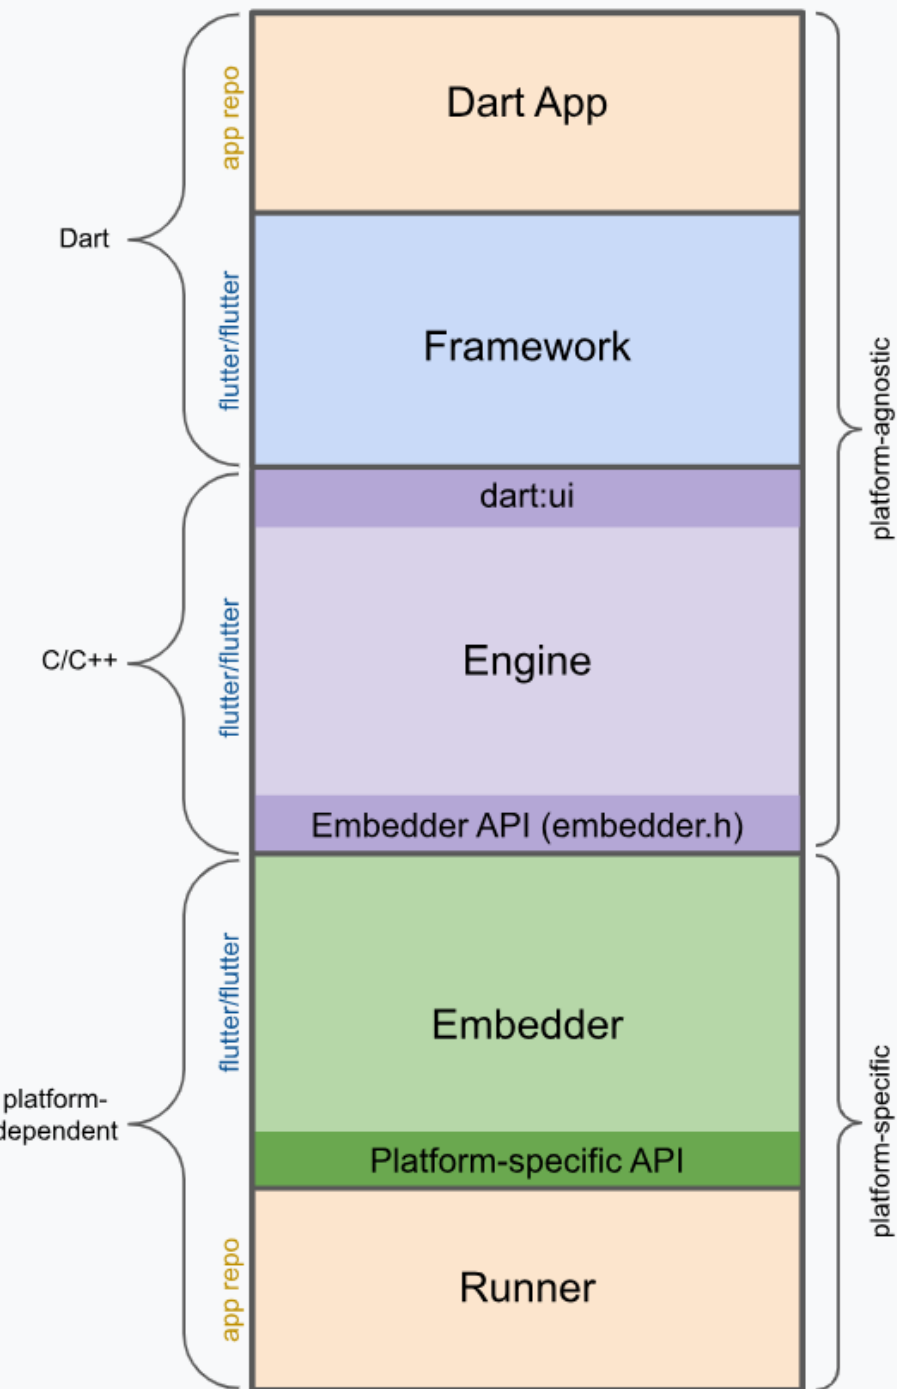 Dart App
app repo
Dart
Framework
flutter/flutter
platform-agnostic
dart:ui
Engine
C/C++
flutter/flutter
Embedder API (embedder.h)
Embedder
flutter/flutter
platform-
dependent
platform-specific
Platform-specific API
Runner
app repo